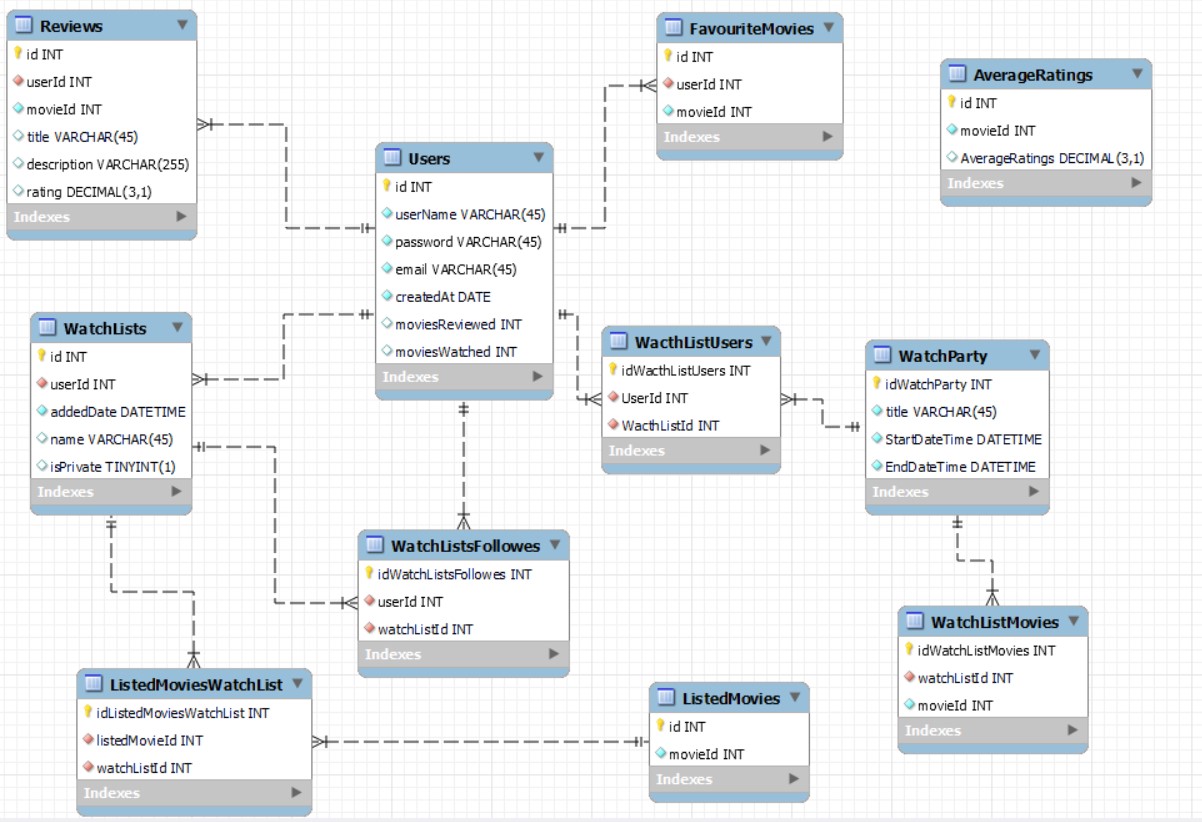 Reviews
id INT
userId INT
movieId INT
title VARCHAR(45)
description VARCHAR(255)
rating DECIMAL(3,1)
Indexes
FavouriteMovies
id INT
userId INT
movieId INT
Indexes
AverageRatings
id INT
movieId INT
AverageRatings DECIMAL(3,1)
Indexes
Users
id INT
userName VARCHAR(45)
password VARCHAR(45)
email VARCHAR(45)
createdAt DATE
moviesReviewed INT
moviesWatched INT
Indexes
WatchLists
id INT
userId INT
addedDate DATETIME
name VARCHAR(45)
isPrivate TINYINT(1)
Indexes
WacthListUsers
idWacthListUsers INT
UserId INT
WacthListId INT
Indexes
WatchParty
idWatchParty INT
title VARCHAR(45)
StartDateTime DATETIME
EndDateTime DATETIME
Indexes
WatchListsFollowes
idWatchListsFollowes INT
userId INT
watchListId INT
Indexes
WatchListMovies
idWatchListMovies INT
watchListId INT
movieId INT
Indexes
ListedMoviesWatchList
idListedMoviesWatchList INT
listedMovieId INT
watchListId INT
Indexes
ListedMovies
id INT
movieId INT
Indexes